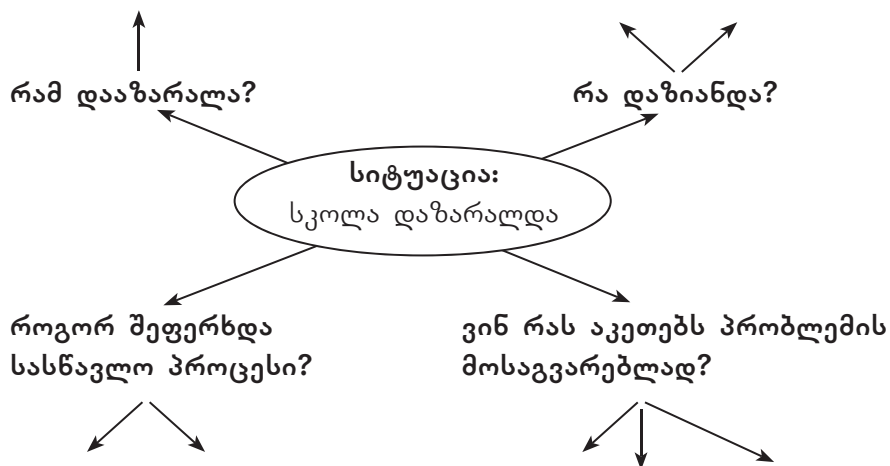 რამ დააზარალა?
რა დაზიანდა?
სიტუაცია:
სკოლა დაზარალდა
როგორ შეფერხდა
სასწავლო პროცესი?
ვინ რას აკეთებს პრობლემის
მოსაგვარებლად?